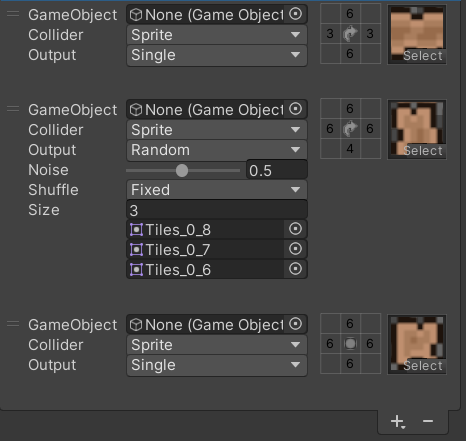 GameObject None (Game Object 6
Collider Sprite 3 3
Output Single 6 Select
GameObject None (Game Object 6
Collider Sprite 6 6
Output Random 4 Select
Noise 0.5
Shuffle Fixed
Size 3
Tiles_0_8
Tiles_0_7
Tiles_0_6
GameObject None (Game Object 6
Collider Sprite 6 6
Output Single 6 Select